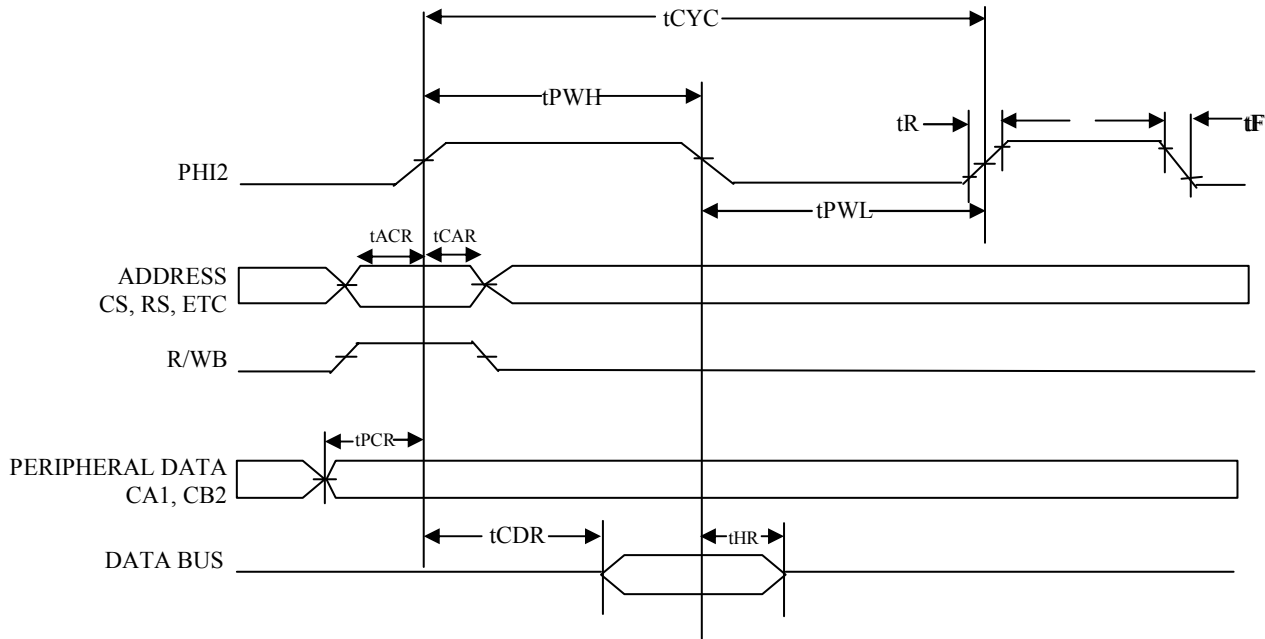 tCYC
tPWH
tR
tF
PHI2
tPWL
tACR
tCAR
ADDRESS
CS, RS, ETC
R/WB
tPCR
PERIPHERAL DATA
CA1, CB2
tCDR
tHR
DATA BUS